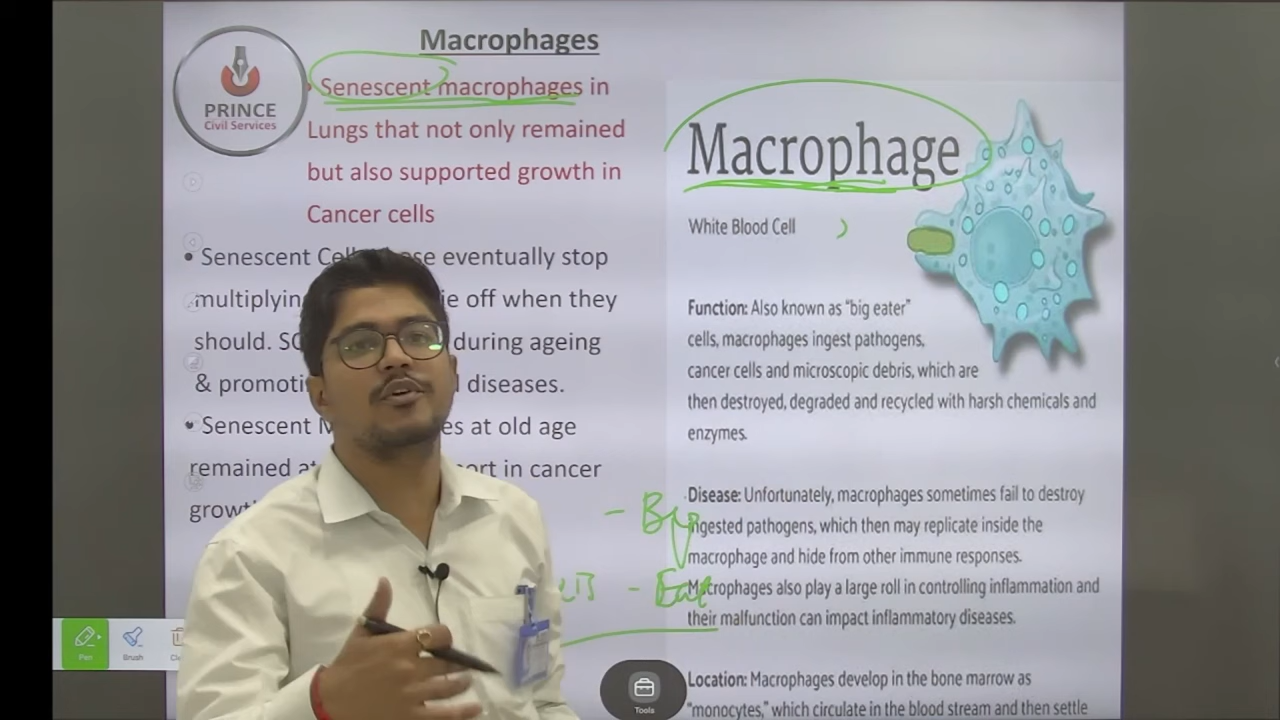 Macrophages
PRINCE
Civil Services
• Senescent macrophages in
Lungs that not only remained
but also supported growth in
Cancer cells
• Senescent eventually stop
multiplying off when they
should. during ageing
& diseases.
• Senescent at old age
remained in cancer
Macrophage
White Blood Cell
Function: Also known as "big eater"
cells, macrophages ingest pathogens,
cancer cells and microscopic debris, which are
then destroyed, degraded and recycled with harsh chemicals and
enzymes.
Disease: Unfortunately, macrophages sometimes fail to destroy
ingested pathogens, which then may replicate inside the
macrophage and hide from other immune responses.
Macrophages also play a large roll in controlling inflammation and
their malfunction can impact inflammatory diseases.
Location: Macrophages develop in the bone marrow as
"monocytes," which circulate in the blood stream and then settle
- Big
- Eat
Pen
Brush
Tools